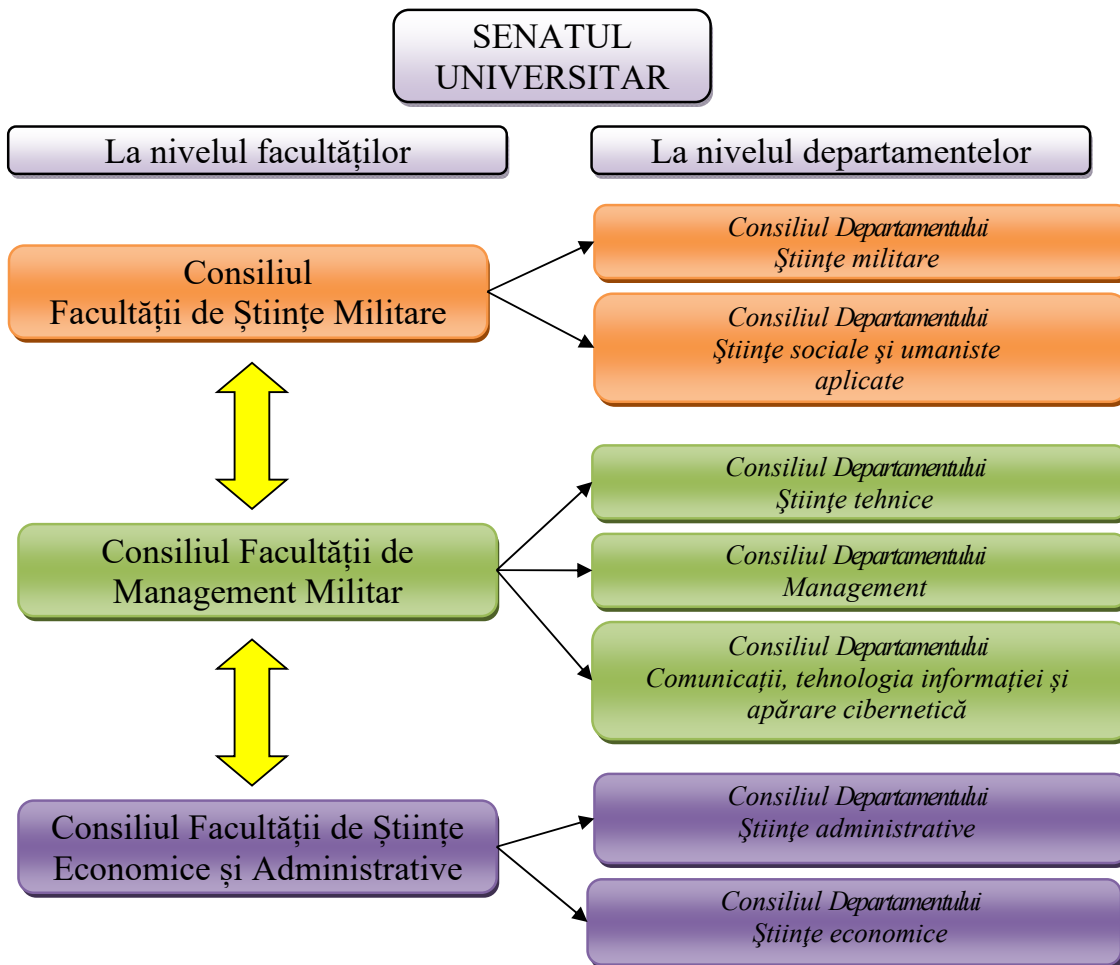 SENATUL
UNIVERSITAR
La nivelul facultăților
La nivelul departamentelor
Consiliul
Facultății de Științe Militare
Consiliul Departamentului
Ştiinţe militare
Consiliul Departamentului
Ştiinţe sociale şi umaniste
aplicate
Consiliul Facultății de
Management Militar
Consiliul Departamentului
Ştiinţe tehnice
Consiliul Departamentului
Management
Consiliul Departamentului
Comunicații, tehnologia informației și
apărare cibernetică
Consiliul Facultății de Științe
Economice și Administrative
Consiliul Departamentului
Ştiinţe administrative
Consiliul Departamentului
Ştiinţe economice